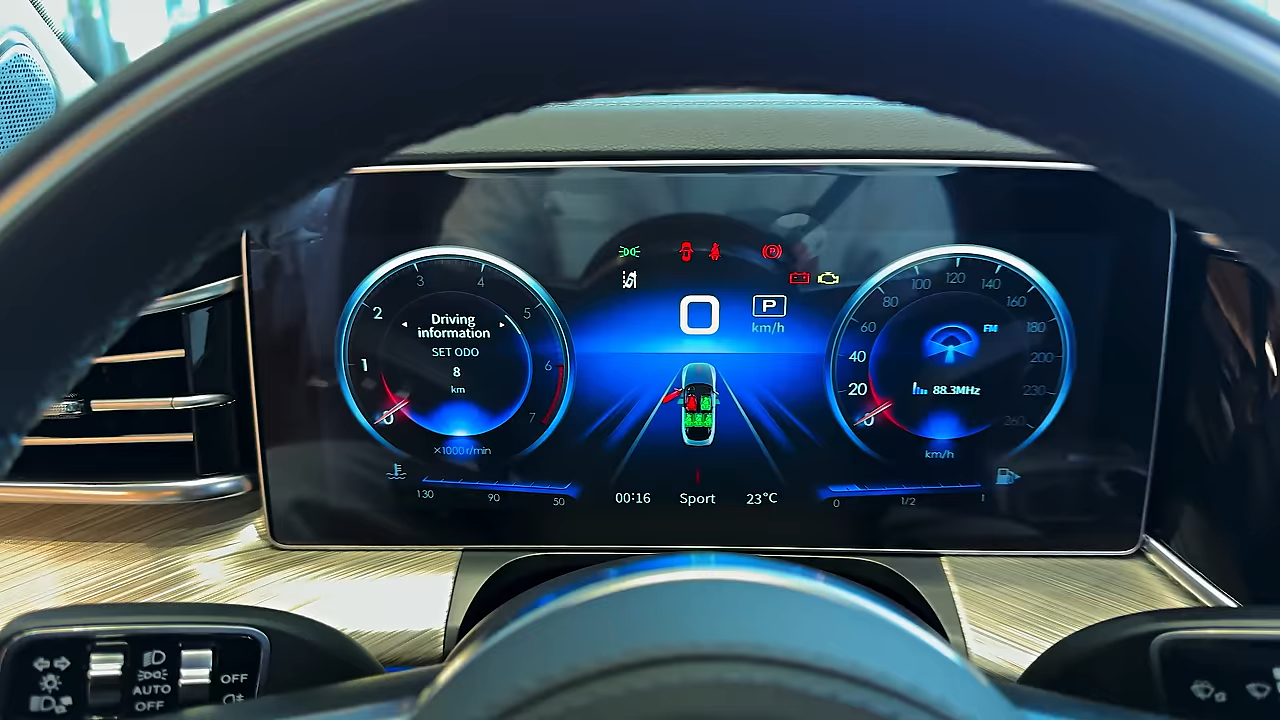 3 4
2 5
1 6
0 7
Driving
information
SET ODO
8
km
×1000r/min
130 90 50
0
P
km/h
00:16 Sport 23°C
100 120 140
80 160
60 180
40 200
20 230
0 260
FM
88.3MHz
km/h
0 1/2 1
AUTO
OFF
OFF